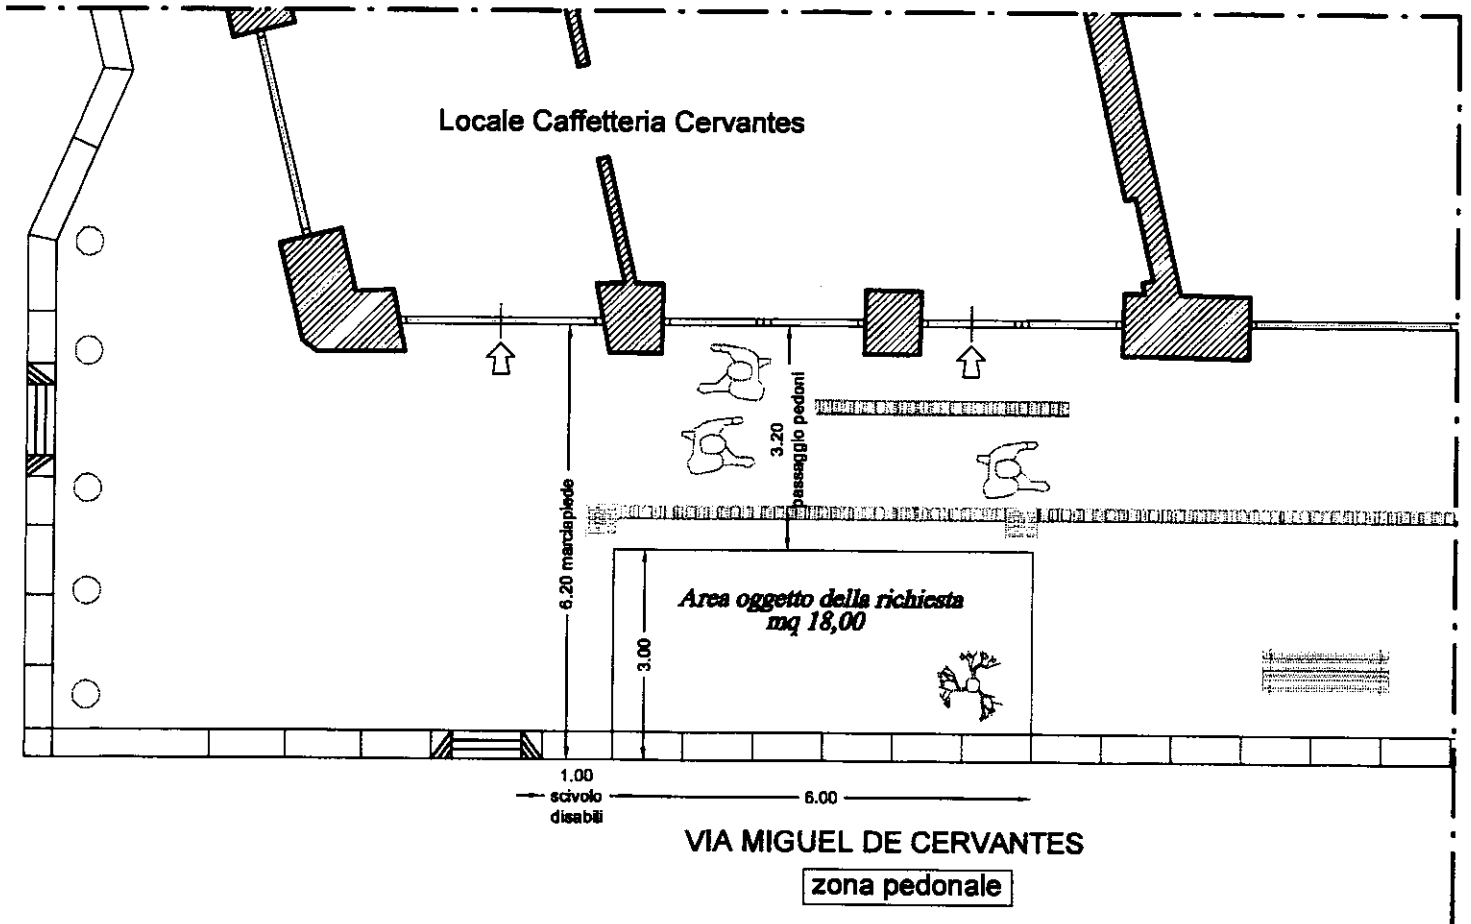 Locale Caffetteria Cervantes
3.20
passaggio pedoni
6.20 marciapiede
Area oggetto della richiesta
mq 18,00
3.00
1.00
scivolo
disabili
6.00
VIA MIGUEL DE CERVANTES
zona pedonale